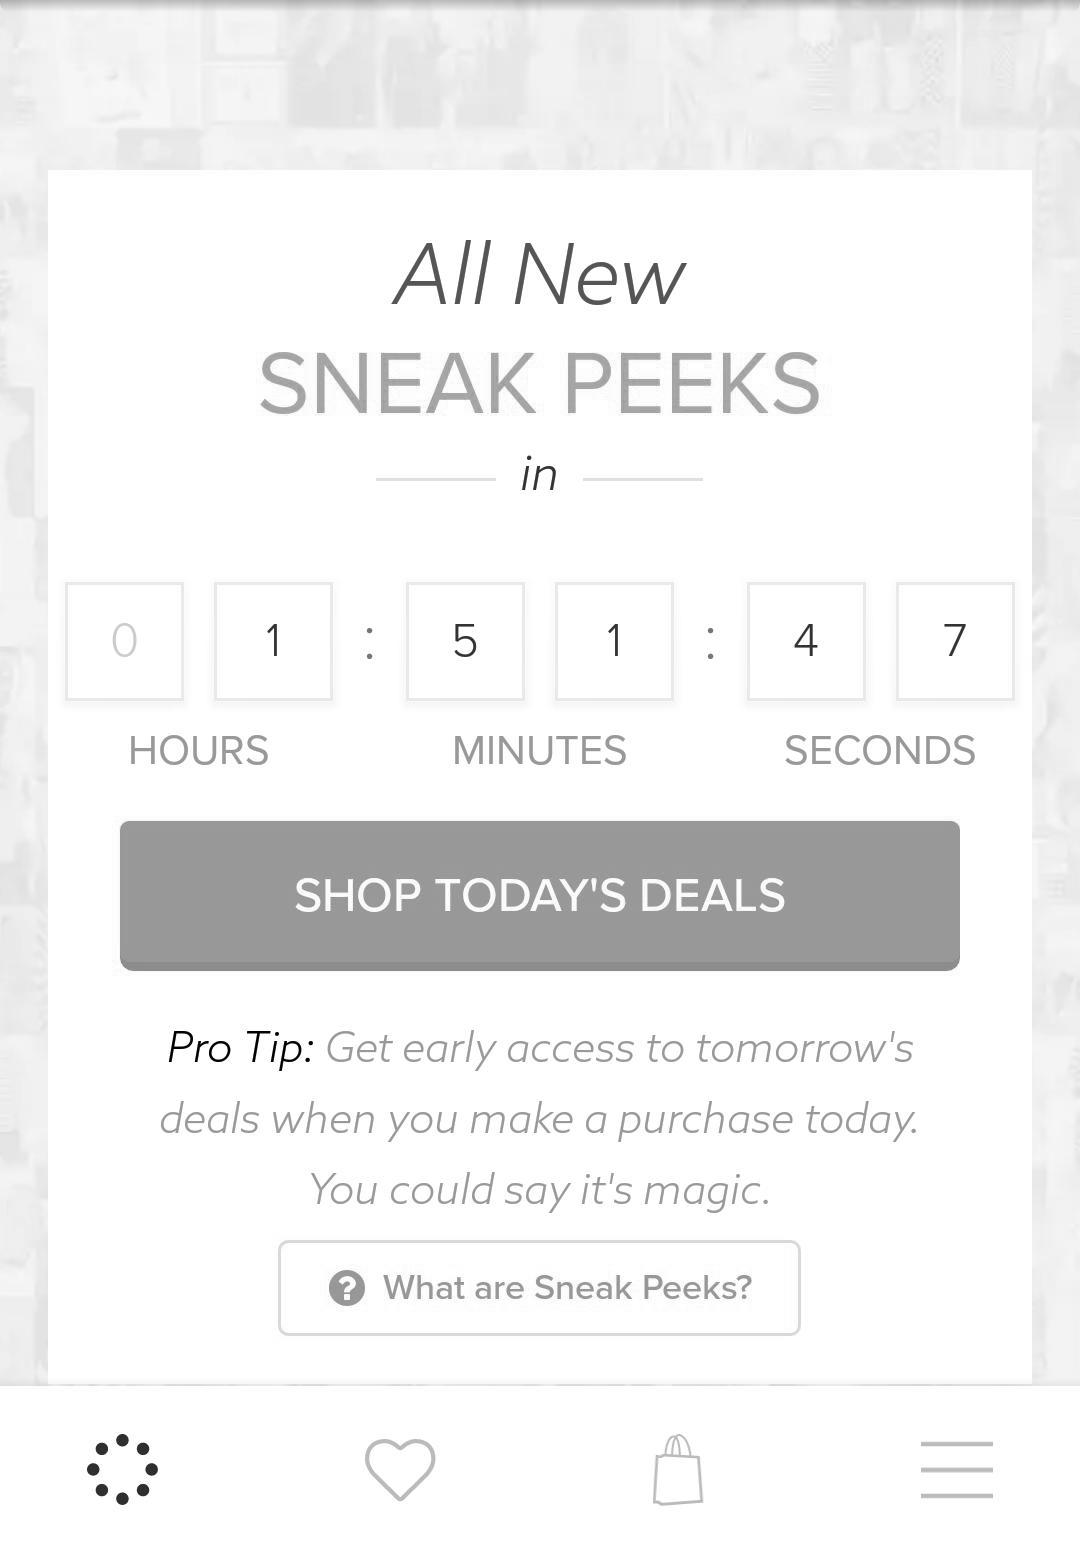 All New
SNEAK PEEKS
in
0 1 : 5 1 : 4 7
HOURS MINUTES SECONDS
SHOP TODAY'S DEALS
Pro Tip: Get early access to tomorrow's
deals when you make a purchase today.
You could say it's magic.
? What are Sneak Peeks?